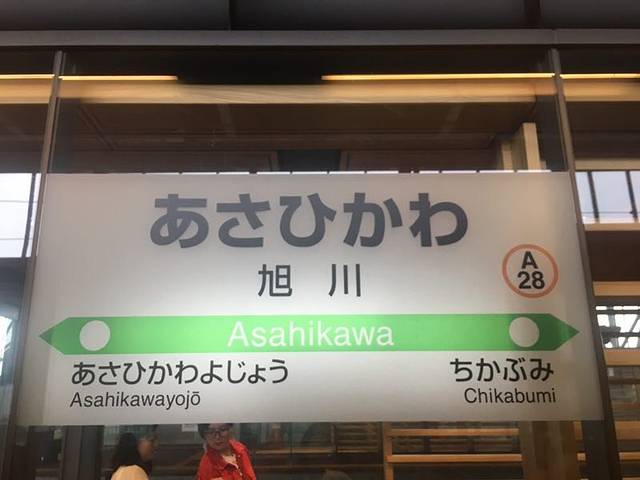 あさひかわ
旭川
A
28
Asahikawa
あさひかわよじょう
ちかぶみ
Asahikawayojō
Chikabumi